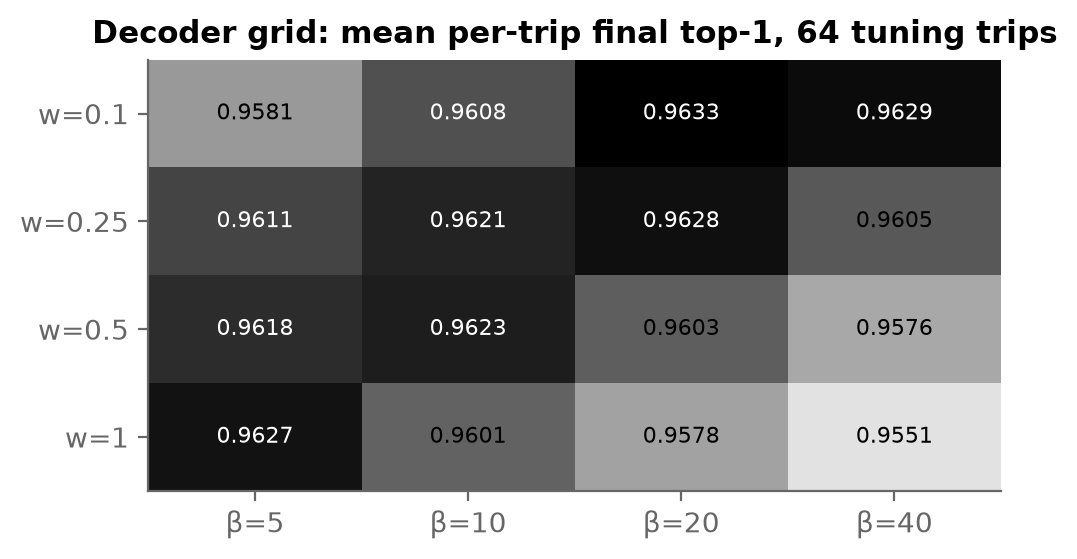 Decoder grid: mean per-trip final top-1, 64 tuning trips
w=0.1 0.9581 0.9608 0.9633 0.9629
w=0.25 0.9611 0.9621 0.9628 0.9605
w=0.5 0.9618 0.9623 0.9603 0.9576
w=1 0.9627 0.9601 0.9578 0.9551
β=5 β=10 β=20 β=40